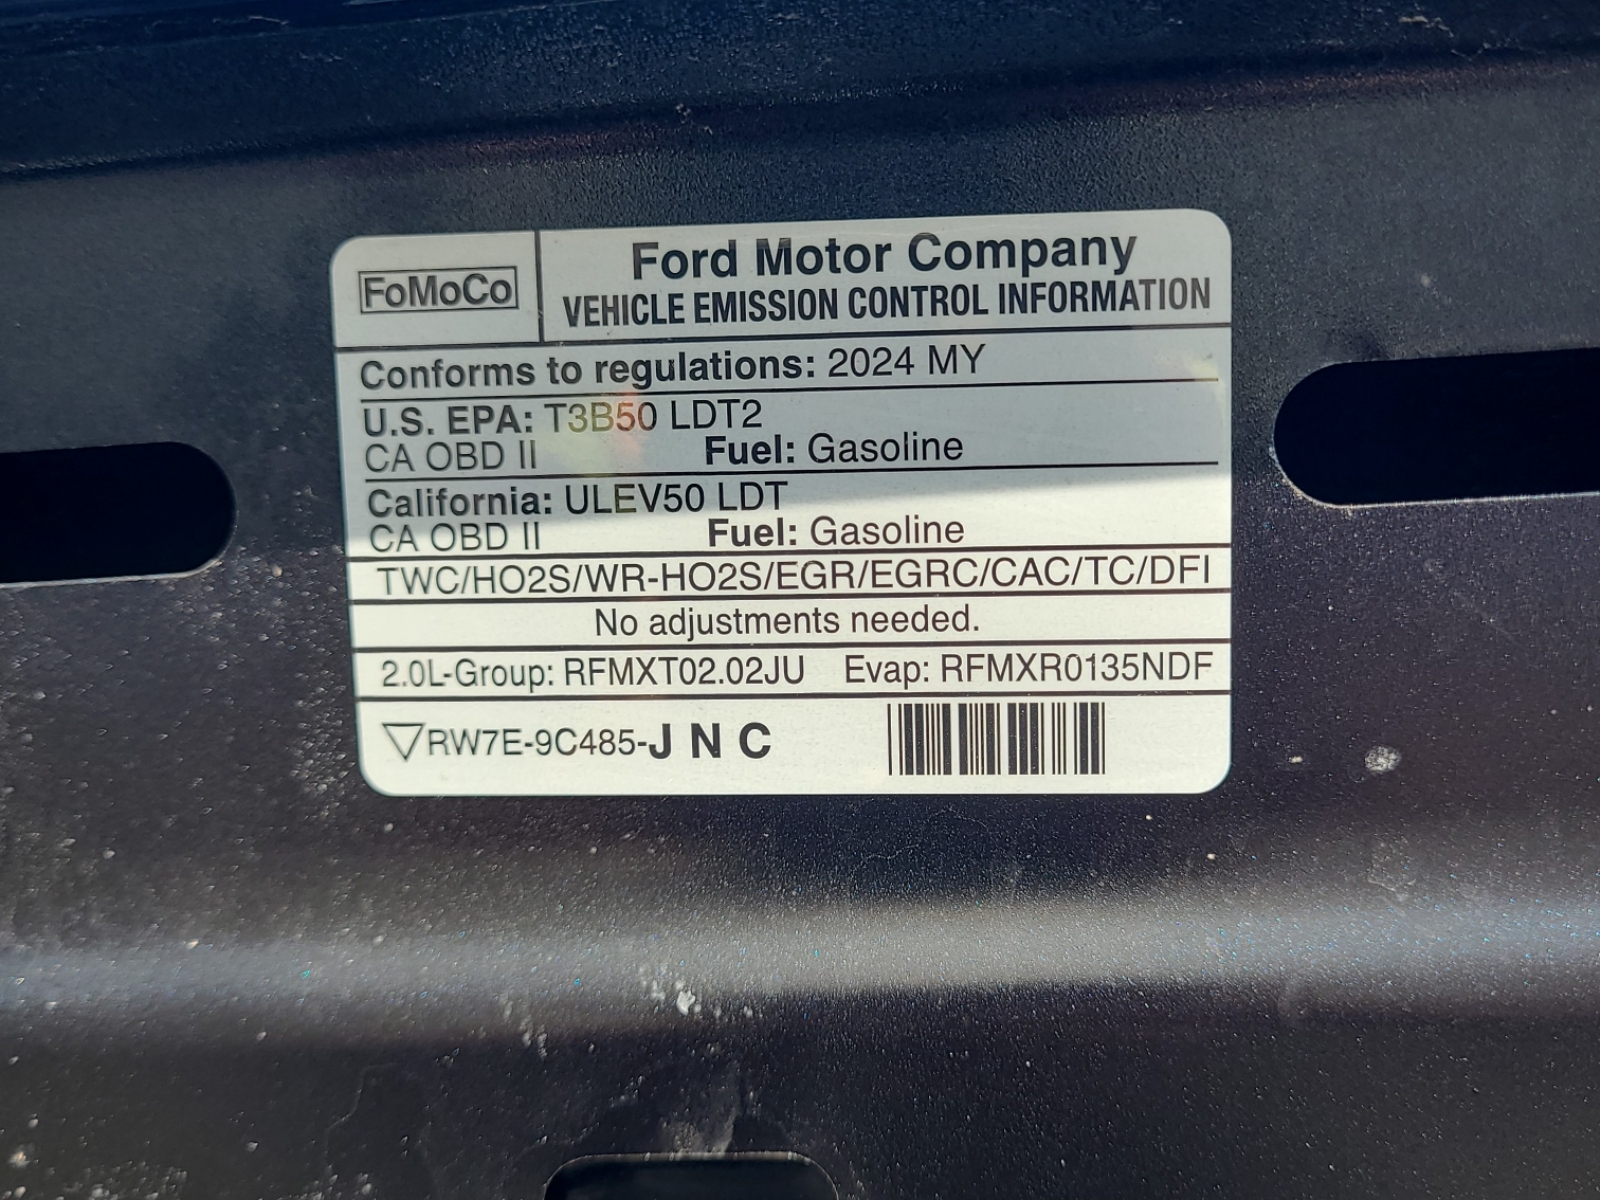 FoMoCo
Ford Motor Company
VEHICLE EMISSION CONTROL INFORMATION
Conforms to regulations: 2024 MY
U.S. EPA: T3B50 LDT2
CA OBD II Fuel: Gasoline
California: ULEV50 LDT
CA OBD II Fuel: Gasoline
TWC/HO2S/WR-HO2S/EGR/EGRC/CAC/TC/DFI
No adjustments needed.
2.0L-Group: RFMXT02.02JU Evap: RFMXR0135NDF
RW7E-9C485-J N C